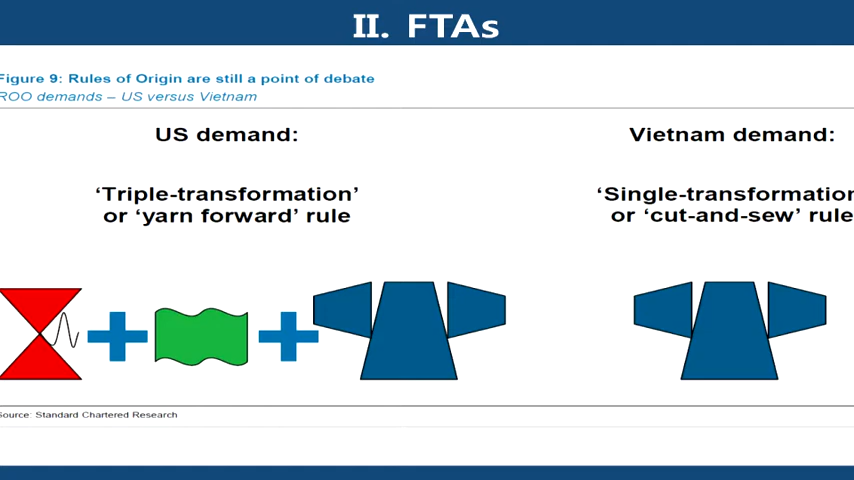 II. FTAs
Figure 9: Rules of Origin are still a point of debate
ROO demands – US versus Vietnam
US demand:
Vietnam demand:
‘Triple-transformation’
or ‘yarn forward’ rule
‘Single-transformation
or ‘cut-and-sew’ rule
Source: Standard Chartered Research